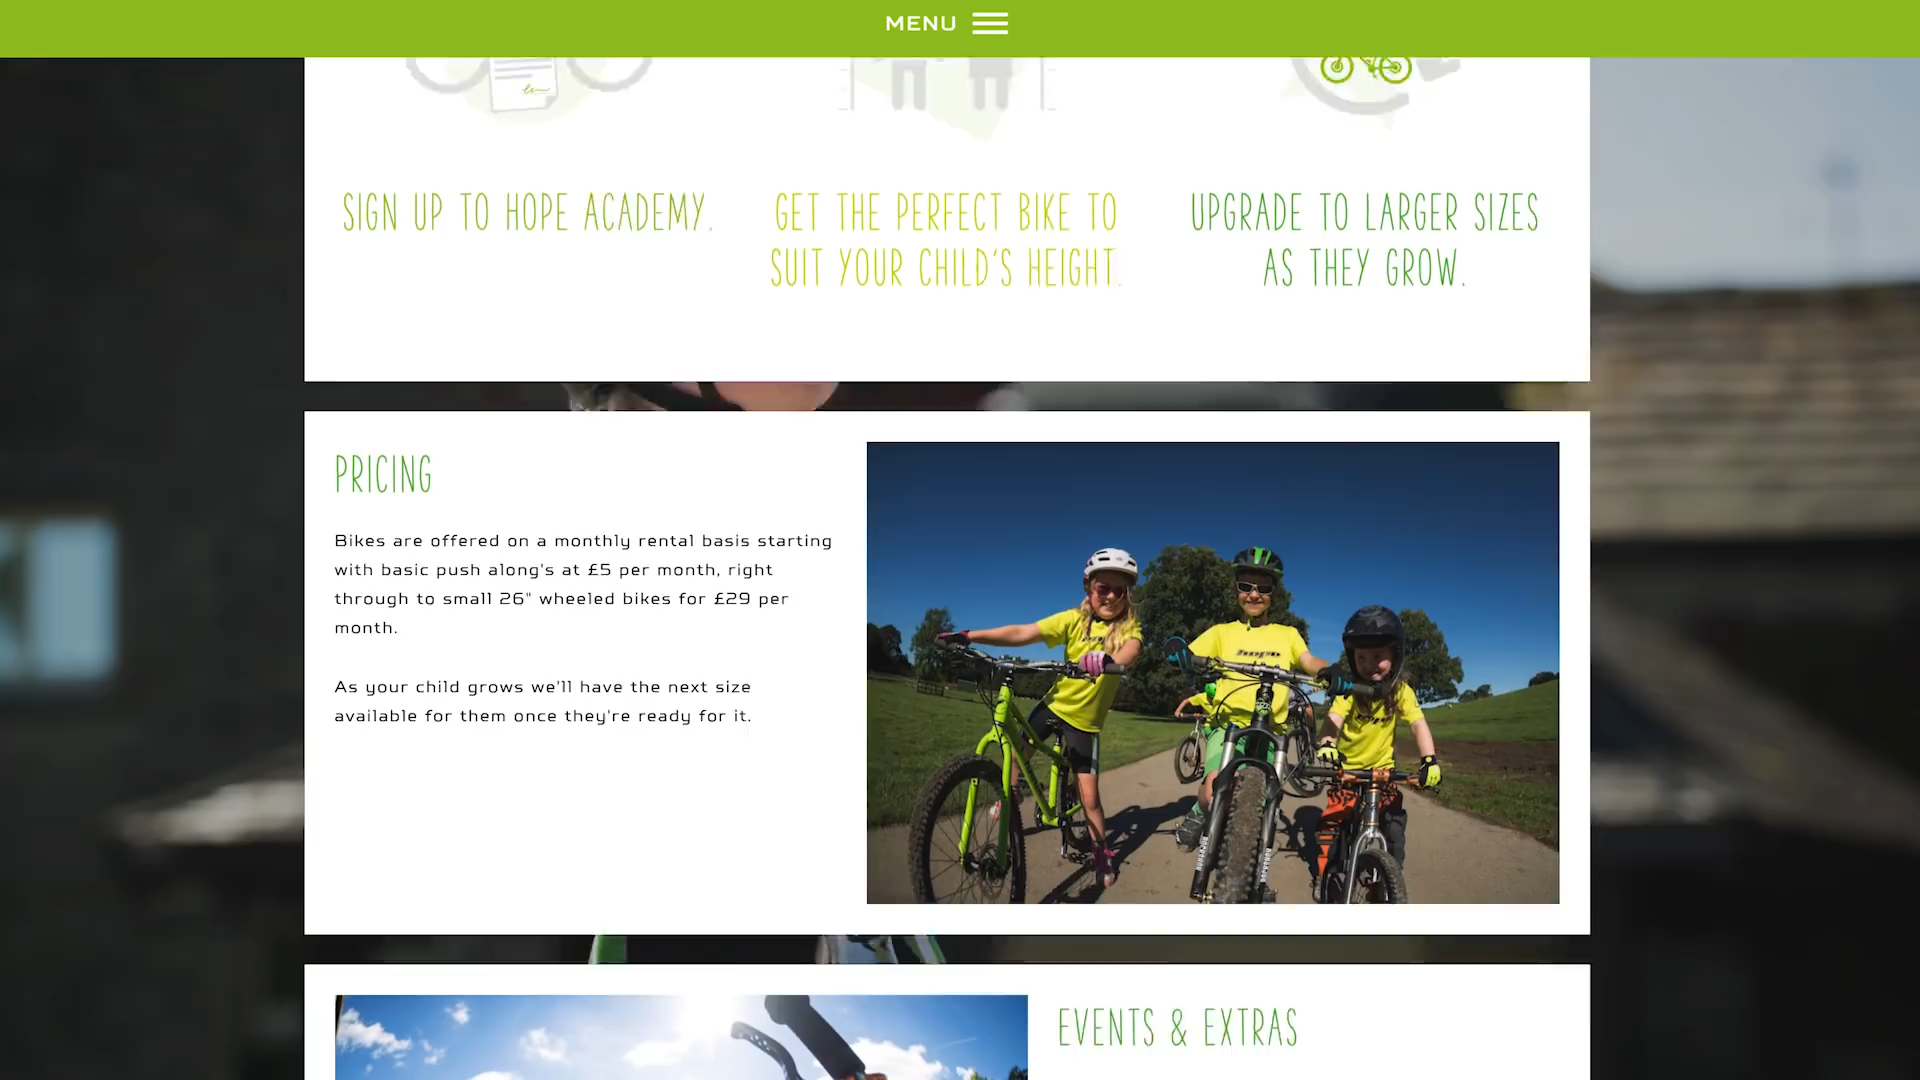 MENU
SIGN UP TO HOPE ACADEMY.
GET THE PERFECT BIKE TO
SUIT YOUR CHILD'S HEIGHT.
UPGRADE TO LARGER SIZES
AS THEY GROW.
PRICING
Bikes are offered on a monthly rental basis starting
with basic push along's at £5 per month, right
through to small 26" wheeled bikes for £29 per
month.
As your child grows we'll have the next size
available for them once they're ready for it.
hope
EVENTS & EXTRAS